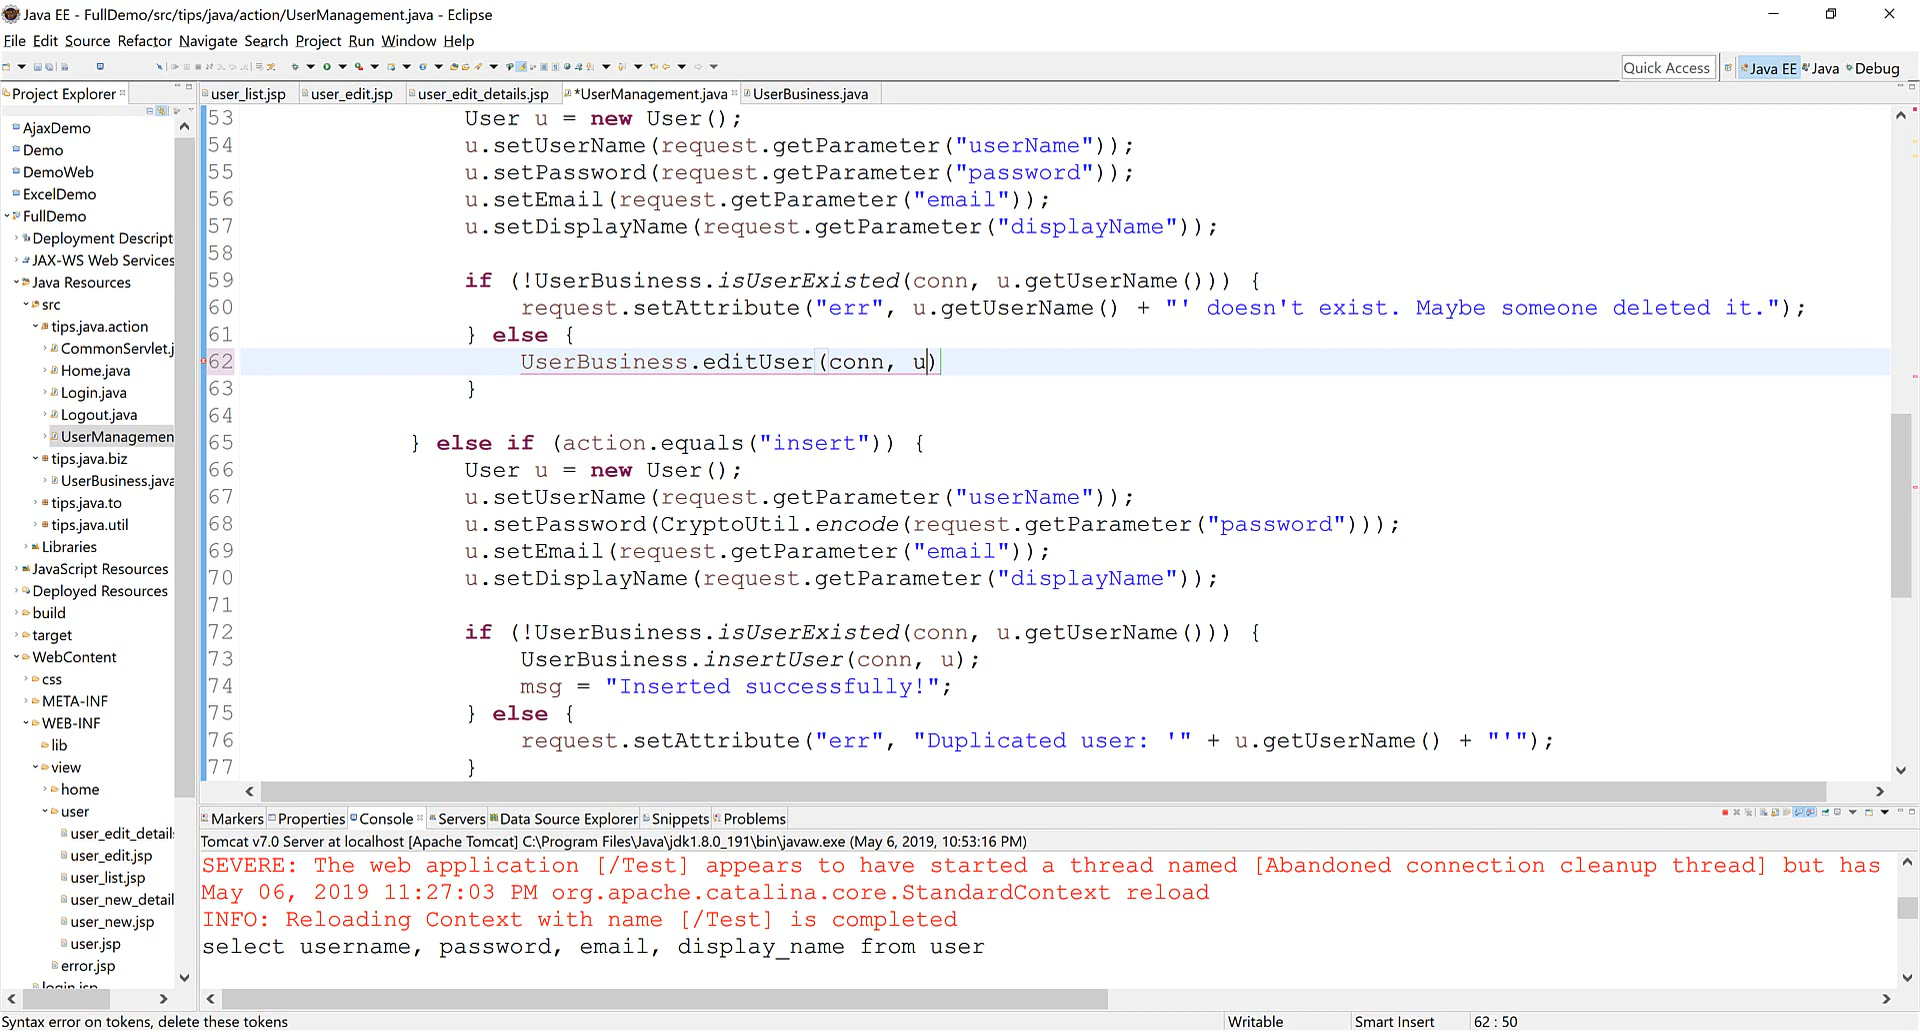 Java EE - FullDemo/src/tips/java/action/UserManagement.java - Eclipse
File Edit Source Refactor Navigate Search Project Run Window Help
Quick Access Java EE Java Debug
Project Explorer
user_list.jsp user_edit.jsp user_edit_details.jsp *UserManagement.java UserBusiness.java
AjaxDemo
Demo
DemoWeb
ExcelDemo
FullDemo
Deployment Descript
JAX-WS Web Services
Java Resources
src
tips.java.action
CommonServlet.j
Home.java
Login.java
Logout.java
UserManagemen
tips.java.biz
UserBusiness.java
tips.java.to
tips.java.util
Libraries
JavaScript Resources
Deployed Resources
build
target
WebContent
css
META-INF
WEB-INF
lib
view
home
user
user_edit_detail
user_edit.jsp
user_list.jsp
user_new_detail
user_new.jsp
user.jsp
error.jsp
login.jsp
53 User u = new User();
54 u.setUserName(request.getParameter("userName"));
55 u.setPassword(request.getParameter("password"));
56 u.setEmail(request.getParameter("email"));
57 u.setDisplayName(request.getParameter("displayName"));
58
59 if (!UserBusiness.isUserExisted(conn, u.getUserName())) {
60 request.setAttribute("err", u.getUserName() + "' doesn't exist. Maybe someone deleted it.");
61 } else {
62 UserBusiness.editUser(conn, u)
63 }
64
65 } else if (action.equals("insert")) {
66 User u = new User();
67 u.setUserName(request.getParameter("userName"));
68 u.setPassword(CryptoUtil.encode(request.getParameter("password")));
69 u.setEmail(request.getParameter("email"));
70 u.setDisplayName(request.getParameter("displayName"));
71
72 if (!UserBusiness.isUserExisted(conn, u.getUserName())) {
73 UserBusiness.insertUser(conn, u);
74 msg = "Inserted successfully!";
75 } else {
76 request.setAttribute("err", "Duplicated user: '" + u.getUserName() + "'");
77 }
Markers Properties Console Servers Data Source Explorer Snippets Problems
Tomcat v7.0 Server at localhost [Apache Tomcat] C:\Program Files\Java\jdk1.8.0_191\bin\javaw.exe (May 6, 2019, 10:53:16 PM)
SEVERE: The web application [/Test] appears to have started a thread named [Abandoned connection cleanup thread] but has
May 06, 2019 11:27:03 PM org.apache.catalina.core.StandardContext reload
INFO: Reloading Context with name [/Test] is completed
select username, password, email, display_name from user
Syntax error on tokens, delete these tokens
Writable Smart Insert 62 : 50